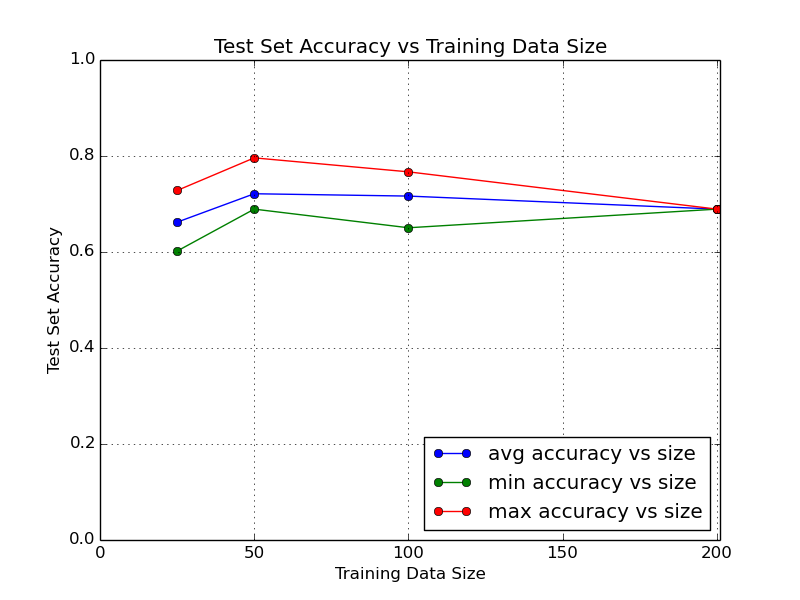 Test Set Accuracy vs Training Data Size
1.0
0.8
0.6
0.4
0.2
0.0
Test Set Accuracy
avg accuracy vs size
min accuracy vs size
max accuracy vs size
0 50 100 150 200
Training Data Size